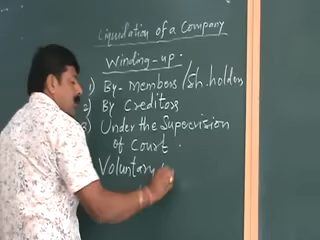 Liquidation of a Company
Winding-up.
1) By- Members/Sh. holders
2) By Creditors
3) Under the Supervision
of Court.
Voluntary